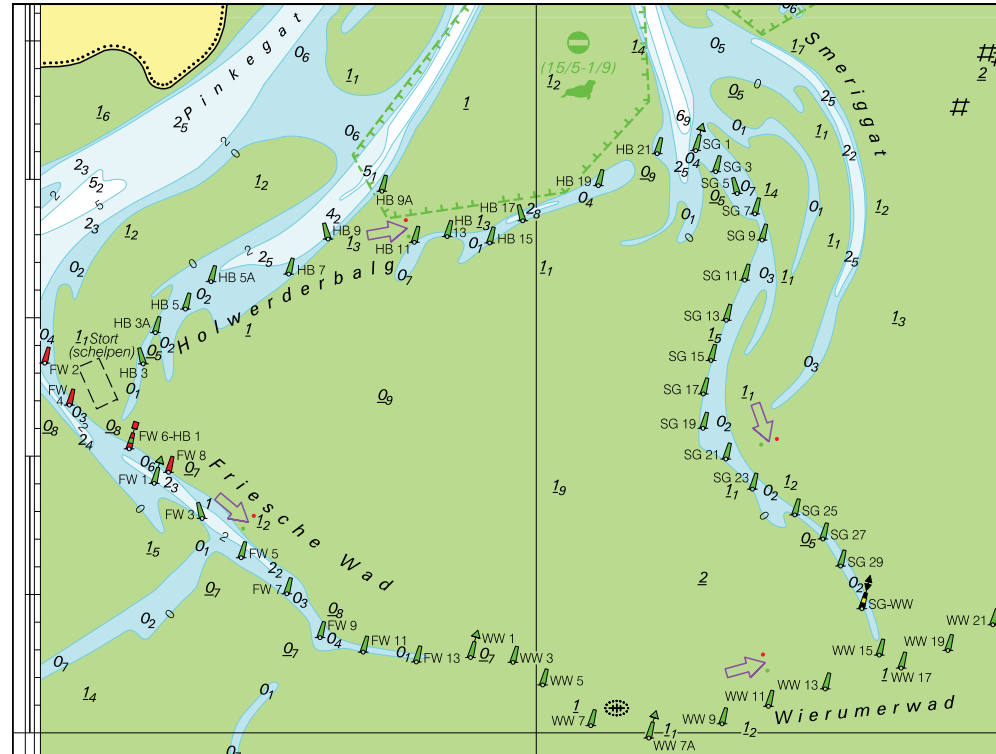 Pinkegat
Smeriggat
(15/5-1/9)
HB 21
SG 1
SG 3
SG 5
SG 7
SG 9
SG 11
SG 13
SG 15
SG 17
SG 19
SG 21
SG 23
SG 25
SG 27
SG 29
SG-WW
HB 19
HB 17
HB 15
HB
13
HB 11
HB 9A
HB 9
HB 7
HB 5A
HB 5
HB 3A
HB 3
Holwerderbalg
Stort
(schelpen)
FW 2
FW
4
FW 6-HB 1
FW 8
FW 1
FW 3
FW 5
FW 7
FW 9
FW 11
FW 13
Friesche Wad
WW 1
WW 3
WW 5
WW 7
WW 7A
WW 9
WW 11
WW 13
WW 15
WW 17
WW 19
WW 21
Wierumerwad